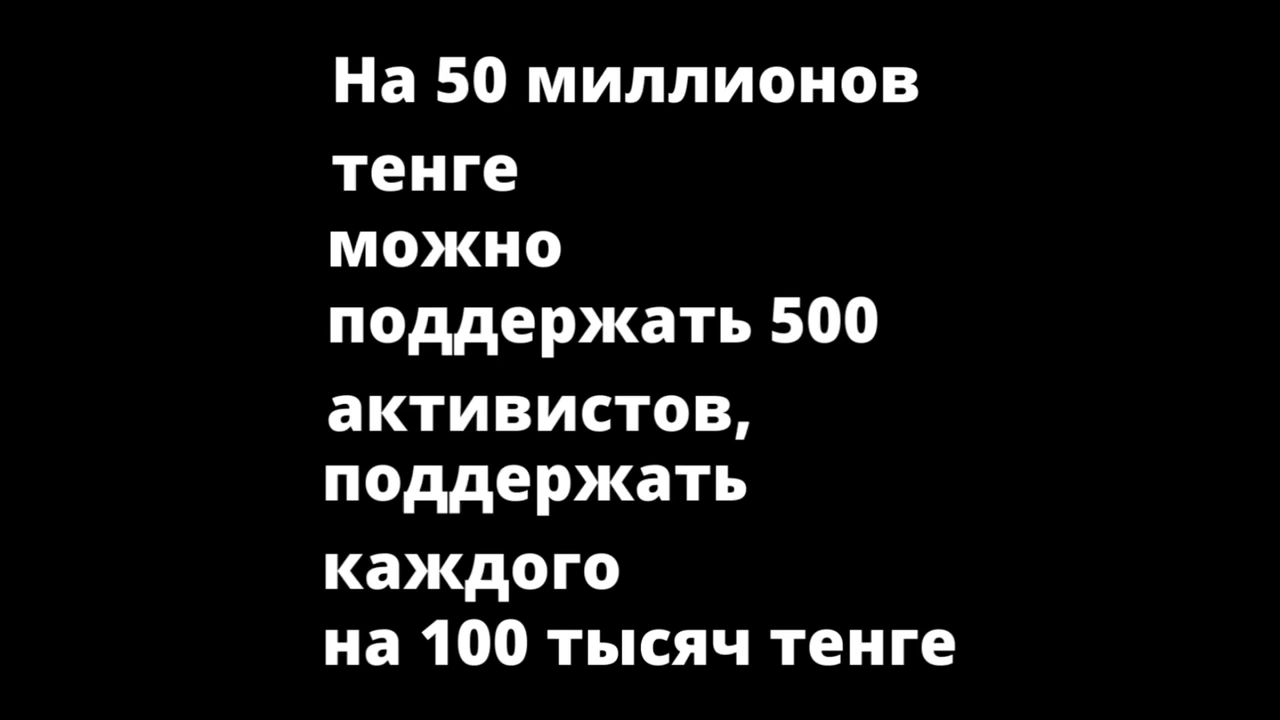 На 50 миллионов
тенге
можно
поддержать 500
активистов,
поддержать
каждого
на 100 тысяч тенге